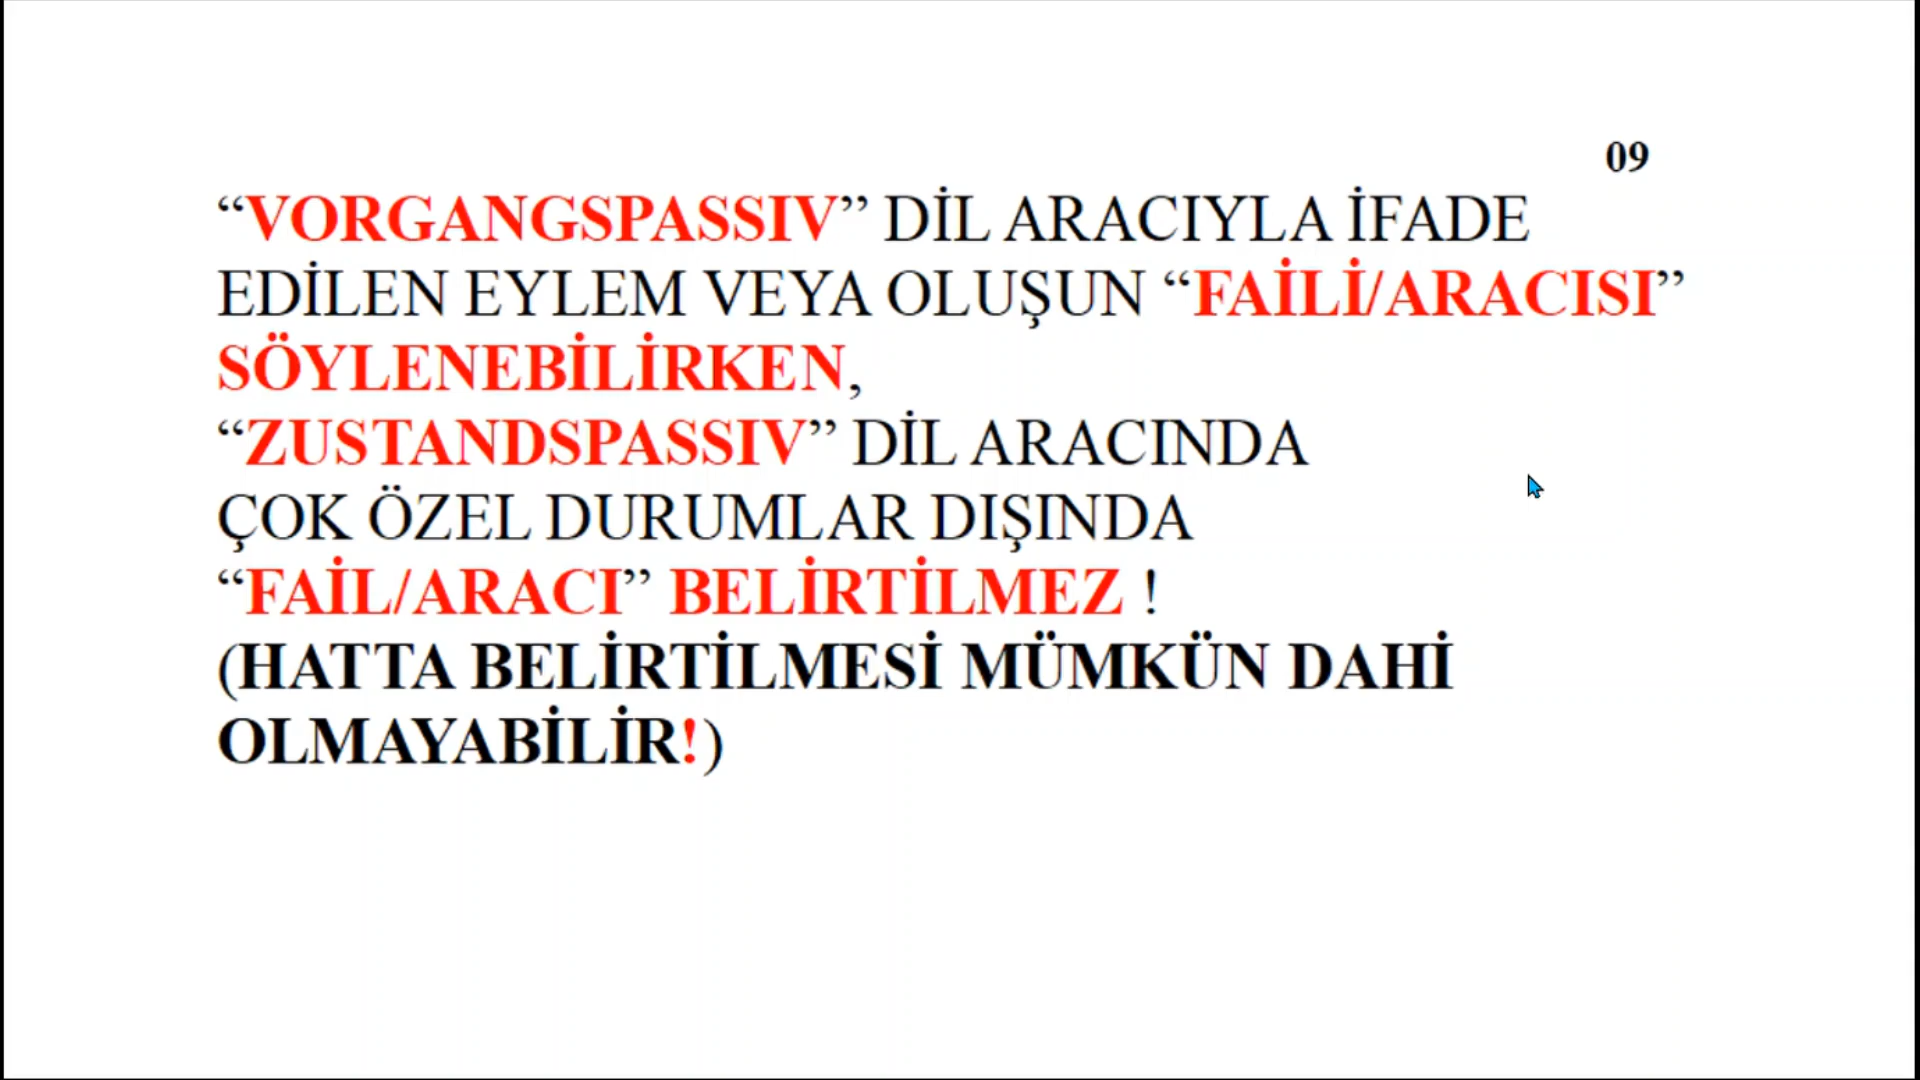 09
“VORGANGSPASSIV” DİL ARACIYLA İFADE
EDİLEN EYLEM VEYA OLUŞUN “FAİLİ/ARACISI”
SÖYLENEBİLİRKEN,
“ZUSTANDSPASSIV” DİL ARACINDA
ÇOK ÖZEL DURUMLAR DIŞINDA
“FAİL/ARACI” BELİRTİLMEZ !
(HATTA BELİRTİLMESİ MÜMKÜN DAHİ
OLMAYABİLİR!)